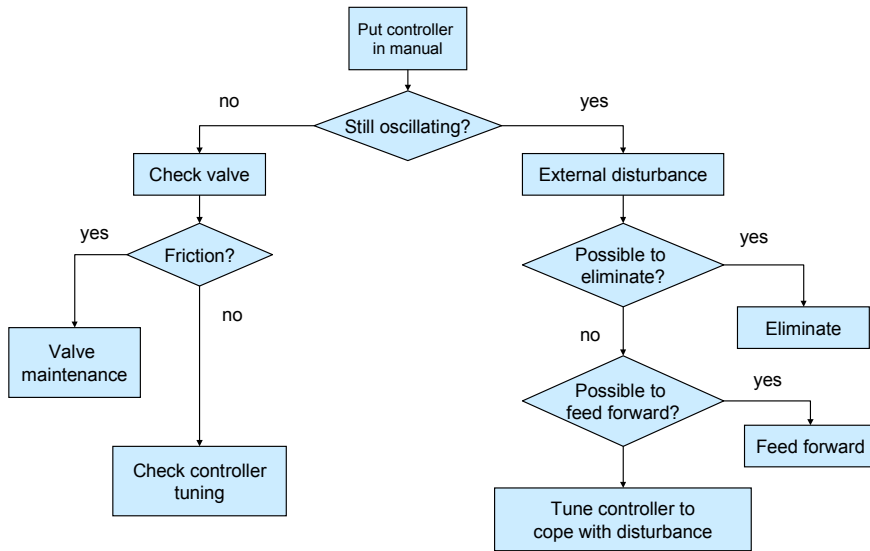 Put controller
in manual
no
yes
Still oscillating?
Check valve
External disturbance
yes
Friction?
yes
Possible to
eliminate?
no
Valve
maintenance
Eliminate
no
Possible to
feed forward?
yes
Feed forward
Check controller
tuning
Tune controller to
cope with disturbance